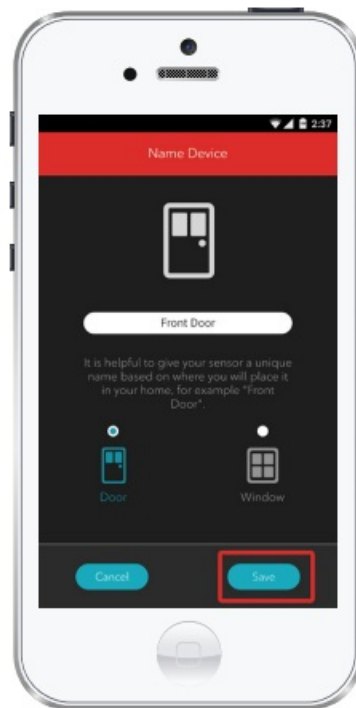 2:37
Name Device
Front Door
It is helpful to give your sensor a unique
name based on where you will place it
in your home, for example "Front
Door".
Door Window
Cancel Save